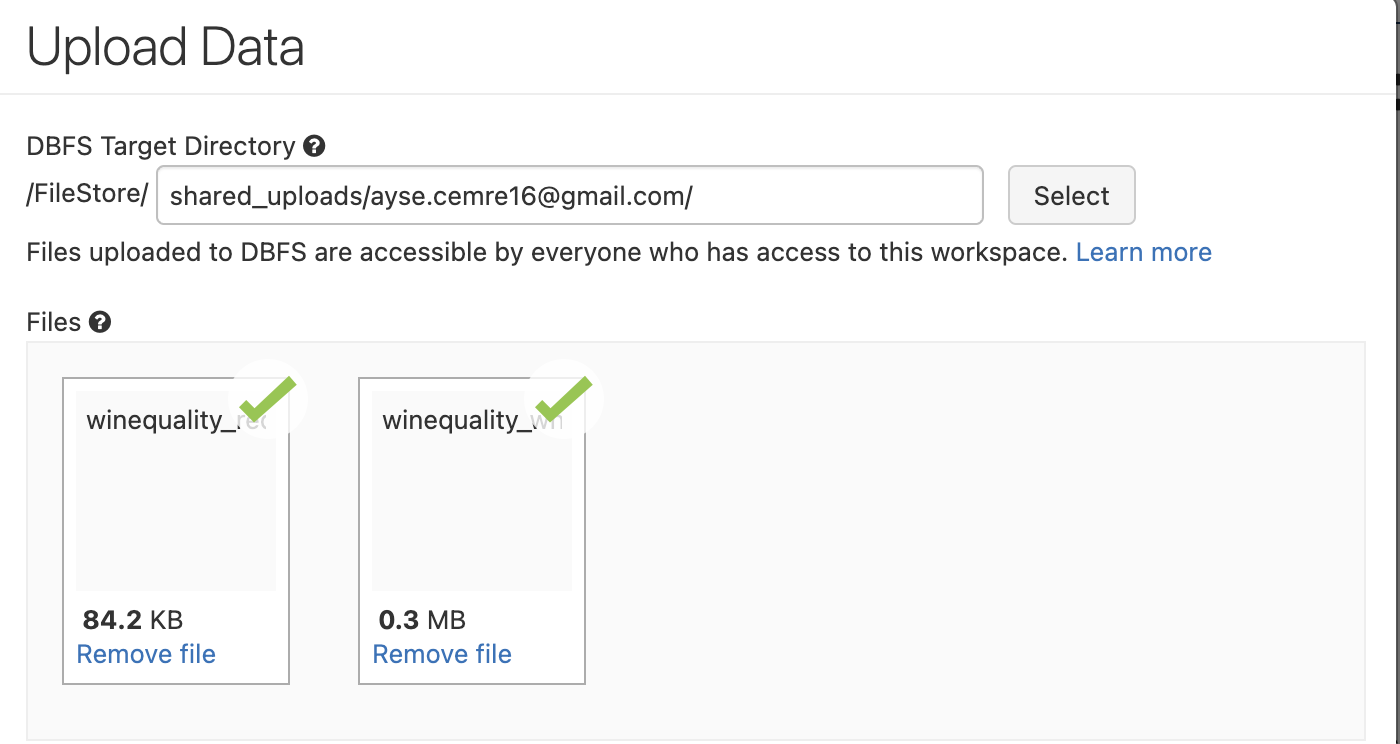 Upload Data
DBFS Target Directory
/FileStore/ shared_uploads/ayse.cemre16@gmail.com/ Select
Files uploaded to DBFS are accessible by everyone who has access to this workspace. Learn more
Files
winequality_red winequality_wh
84.2 KB 0.3 MB
Remove file Remove file